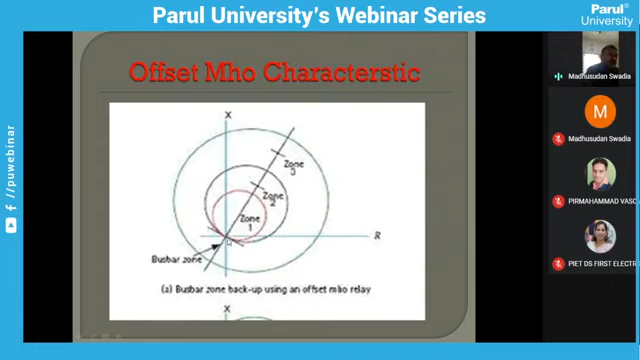 Parul University's Webinar Series
Parul®
University
//puwebinar
f
Offset Mho Characterstic
X
Zone
3
Zone
2
Zone
1
R
Busbar zone
(a) Busbar zone back-up using an offset mho relay
X
Madhusudan Swadia
M
Madhusudan Swadia
PIRMAHAMMAD VASO
PIET DS FIRST ELECTR